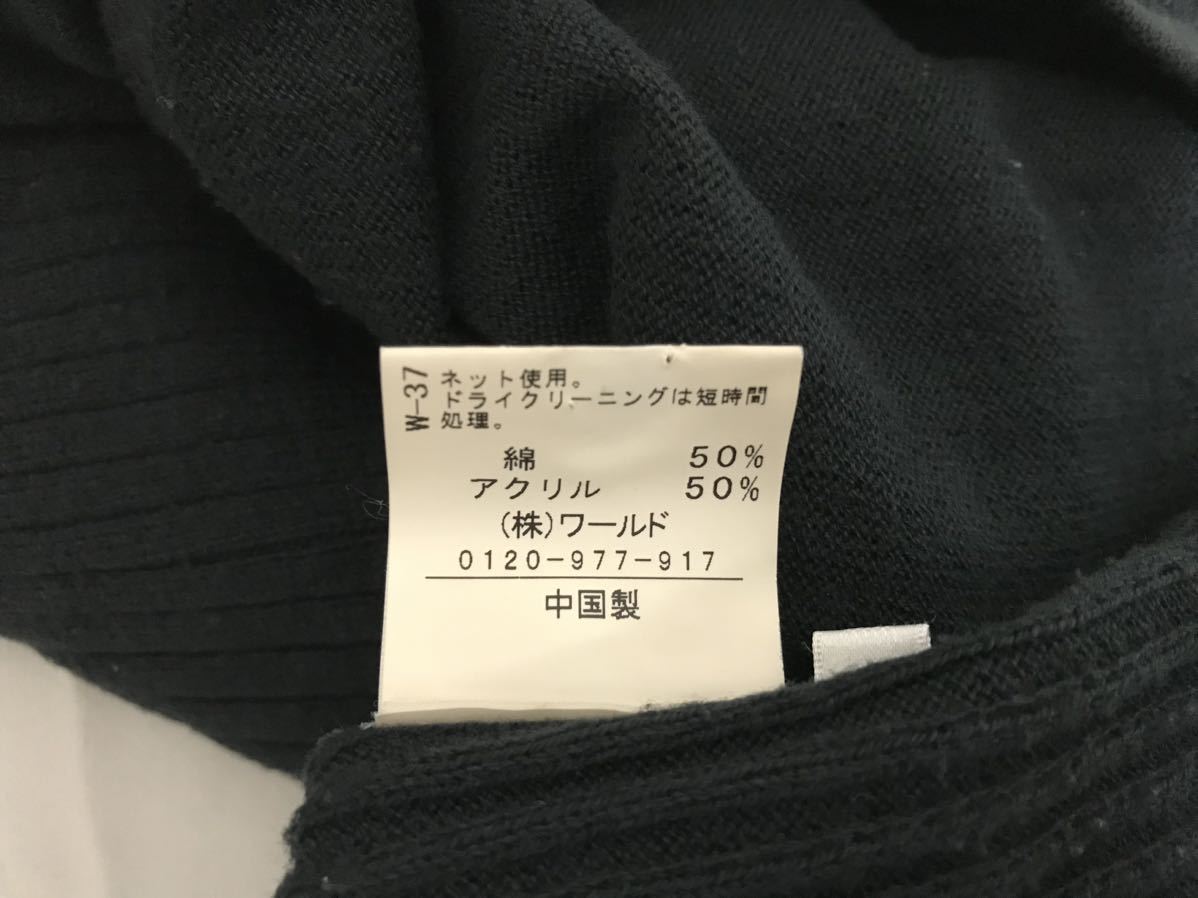 W-37
ネット使用。
ドライクリーニングは短時間
処理。
綿 50%
アクリル 50%
(株)ワールド
0120-977-917
中国製